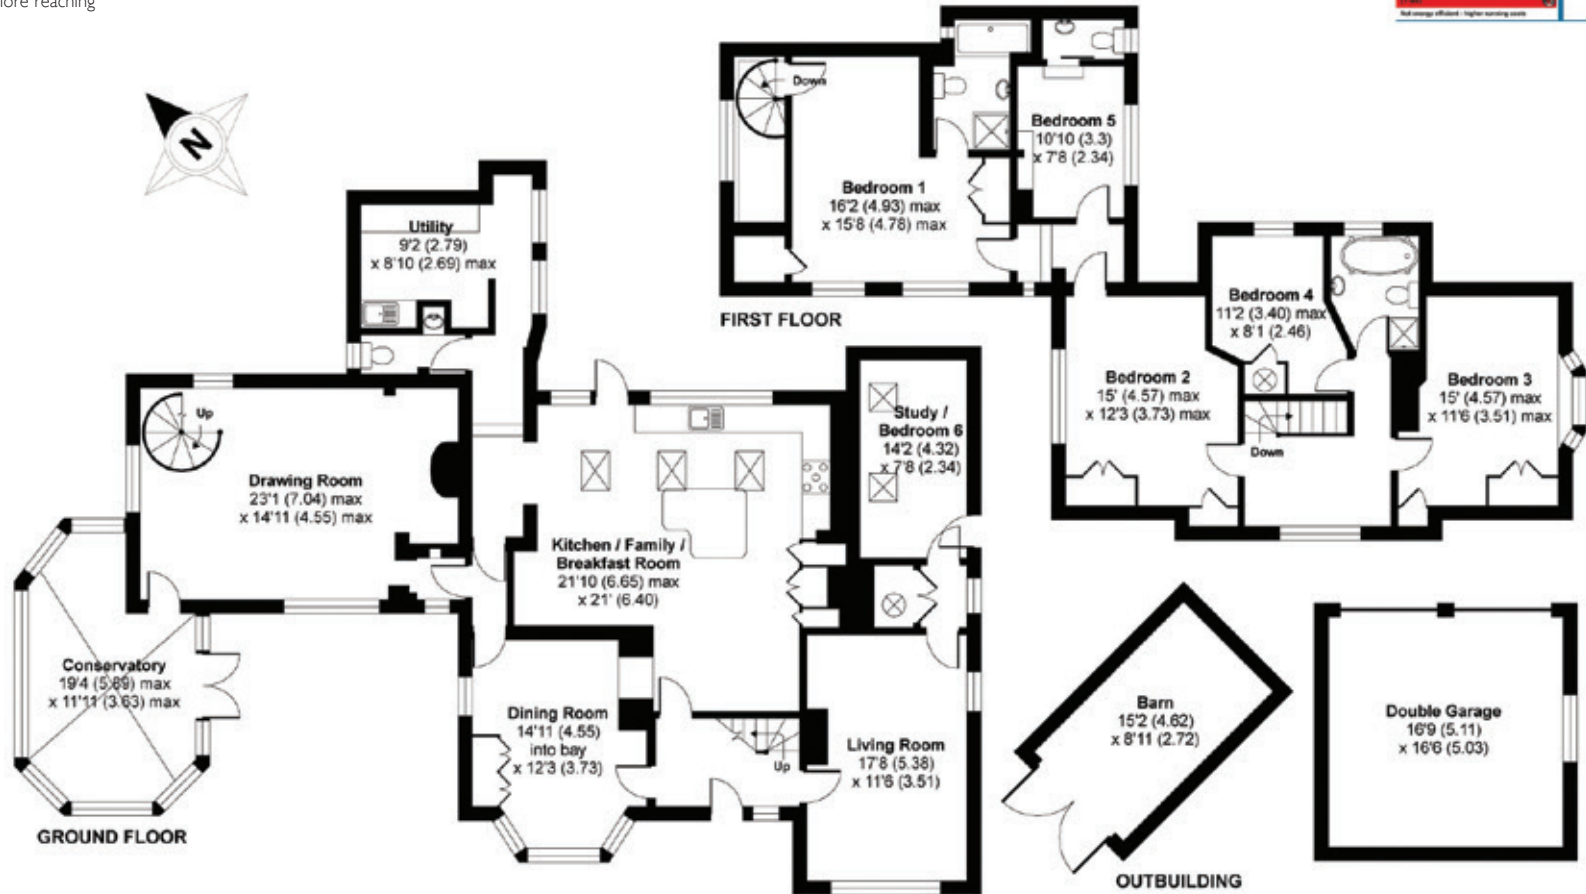 fore reaching
Not energy efficient - higher running costs
N
Down
Bedroom 5
10'10 (3.3)
x 7'8 (2.34)
Bedroom 1
16'2 (4.93) max
x 15'8 (4.78) max
Utility
9'2 (2.79)
x 8'10 (2.69) max
FIRST FLOOR
Bedroom 4
11'2 (3.40) max
x 8'1 (2.46)
Bedroom 2
15' (4.57) max
x 12'3 (3.73) max
Bedroom 3
15' (4.57) max
x 11'6 (3.51) max
Down
Up
Study /
Bedroom 6
14'2 (4.32)
x 7'8 (2.34)
Drawing Room
23'1 (7.04) max
x 14'11 (4.55) max
Kitchen / Family /
Breakfast Room
21'10 (6.65) max
x 21' (6.40)
Conservatory
19'4 (5.89) max
x 11'11 (3.63) max
Dining Room
14'11 (4.55)
into bay
x 12'3 (3.73)
Up
Living Room
17'8 (5.38)
x 11'6 (3.51)
Barn
15'2 (4.62)
x 8'11 (2.72)
Double Garage
16'9 (5.11)
x 16'6 (5.03)
GROUND FLOOR
OUTBUILDING